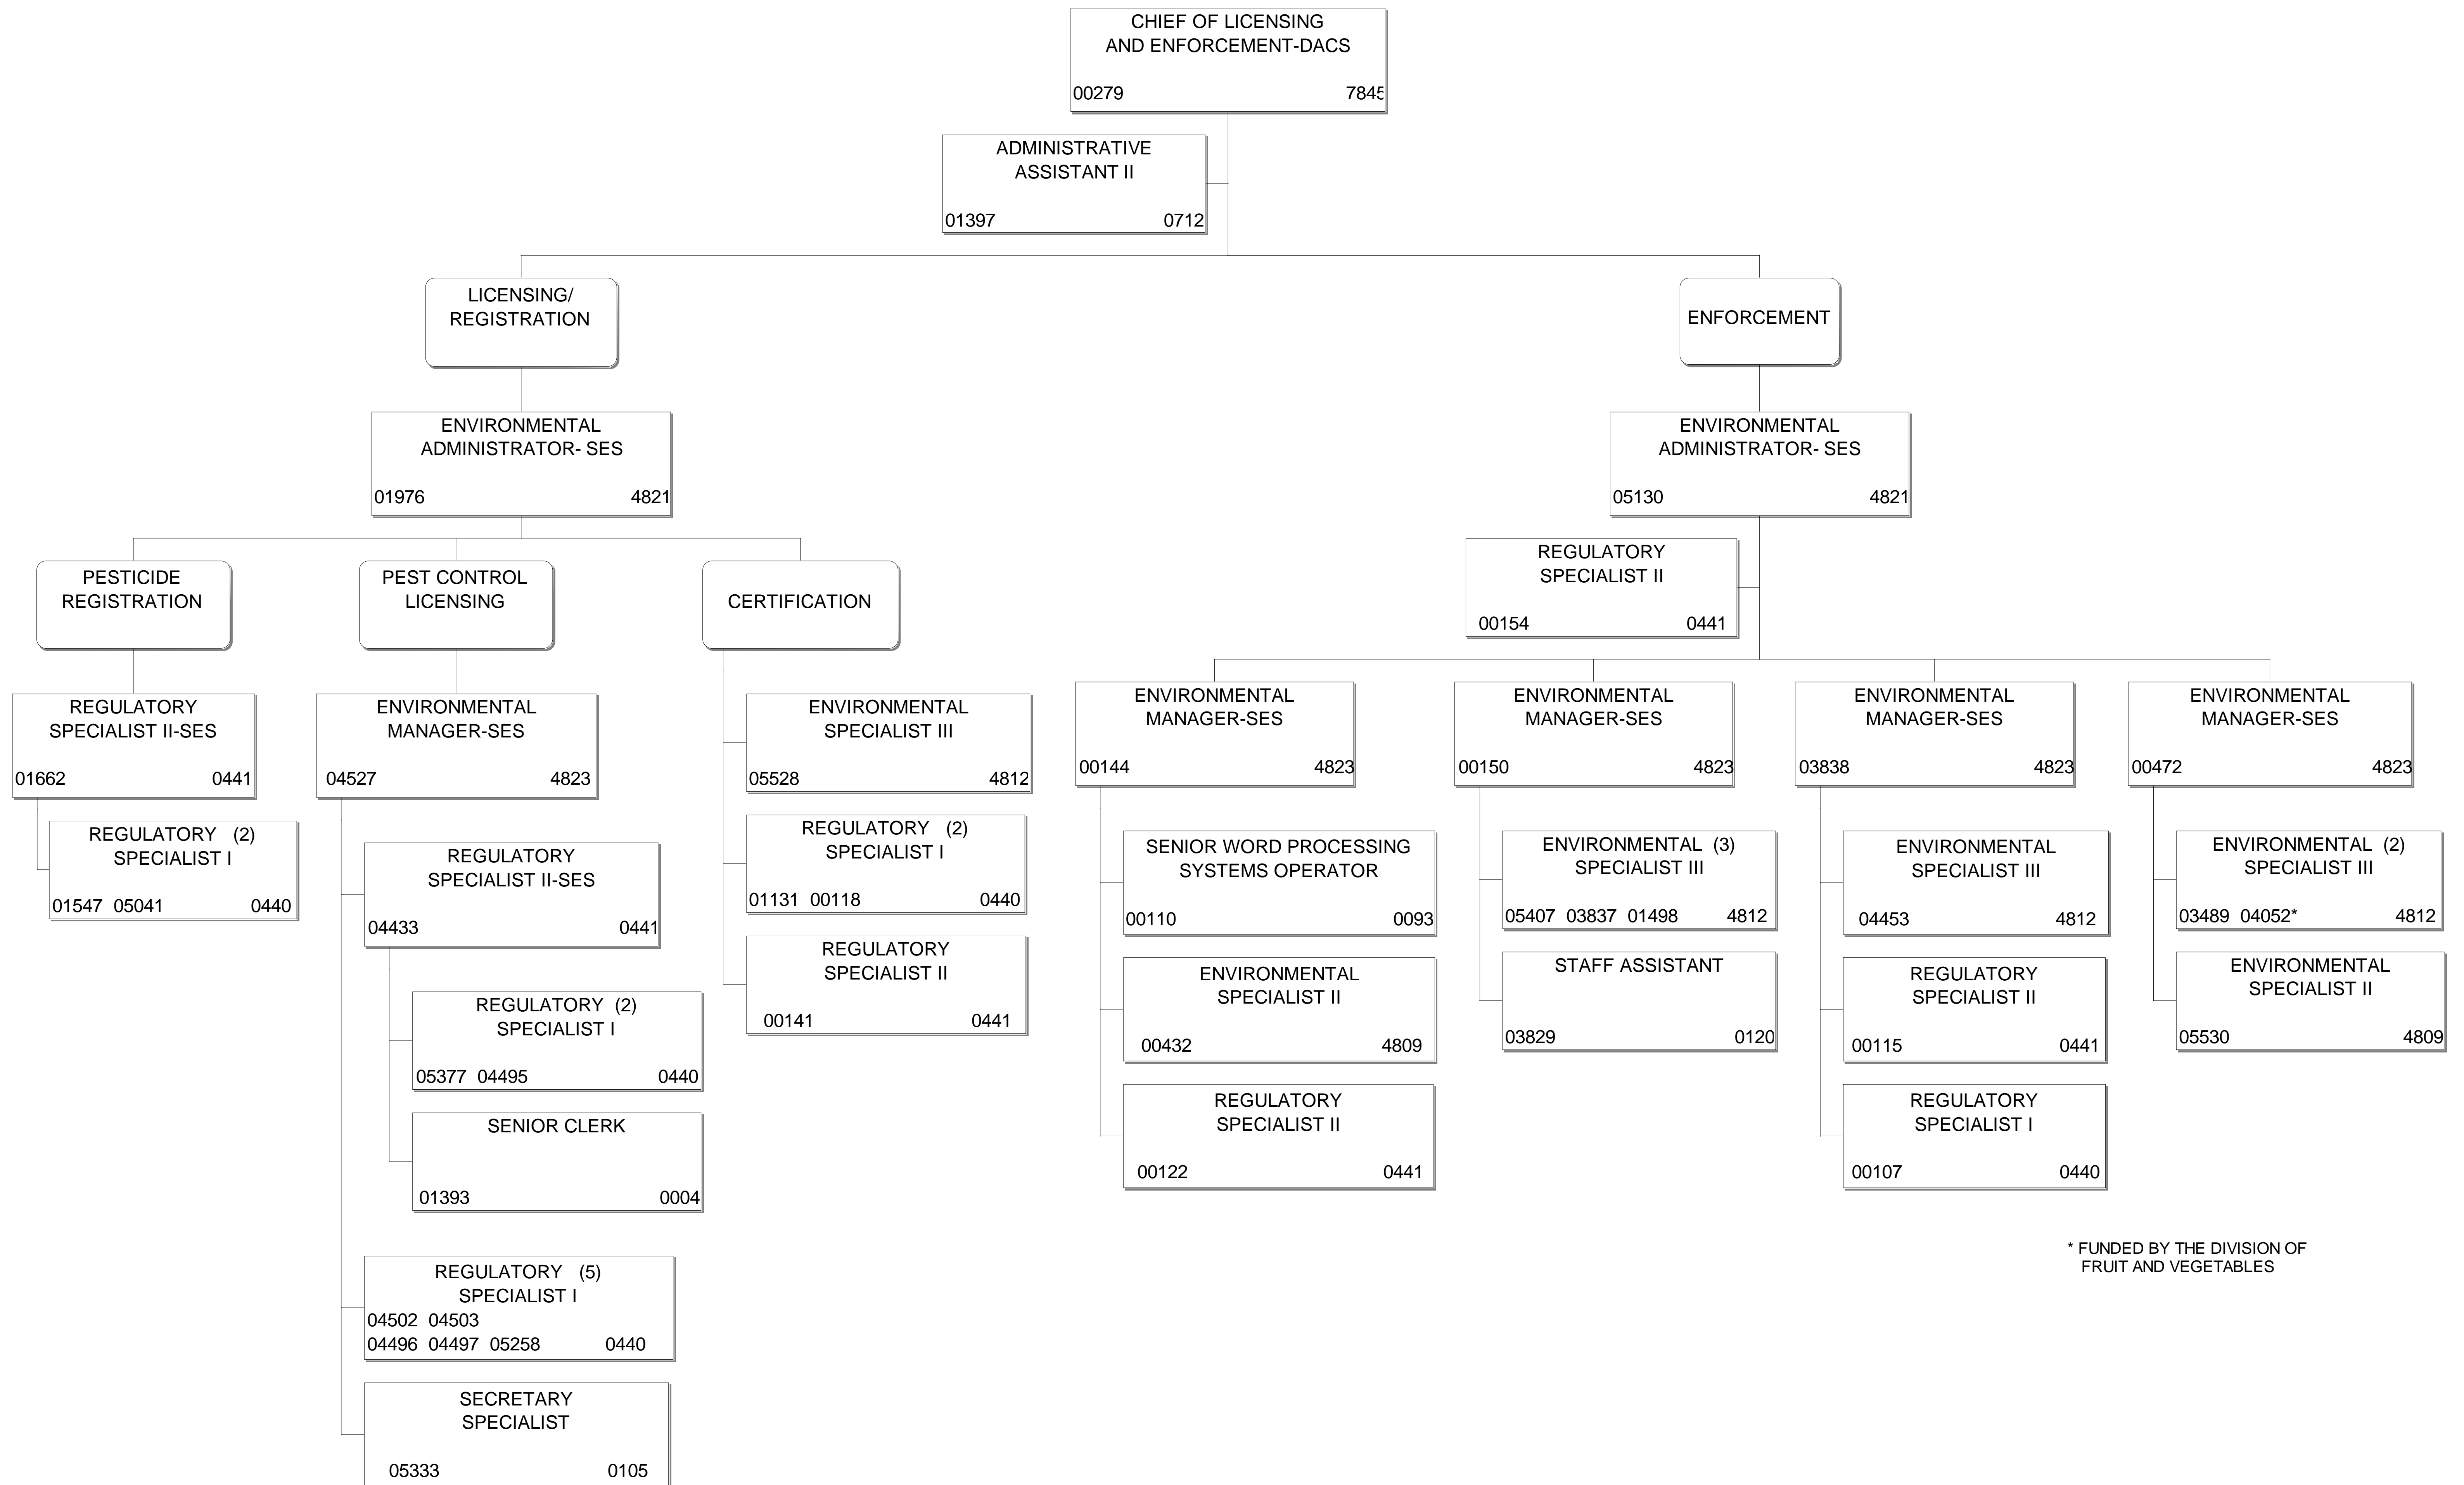 CHIEF OF LICENSING
AND ENFORCEMENT-DACS
00279 7845
ADMINISTRATIVE
ASSISTANT II
01397 0712
LICENSING/
REGISTRATION
ENVIRONMENTAL
ADMINISTRATOR- SES
01976 4821
PESTICIDE
REGISTRATION
REGULATORY
SPECIALIST II-SES
01662 0441
REGULATORY (2)
SPECIALIST I
01547 05041 0440
PEST CONTROL
LICENSING
ENVIRONMENTAL
MANAGER-SES
04527 4823
REGULATORY
SPECIALIST II-SES
04433 0441
REGULATORY (2)
SPECIALIST I
05377 04495 0440
SENIOR CLERK
01393 0004
REGULATORY (5)
SPECIALIST I
04502 04503
04496 04497 05258 0440
SECRETARY
SPECIALIST
05333 0105
CERTIFICATION
ENVIRONMENTAL
SPECIALIST III
05528 4812
REGULATORY (2)
SPECIALIST I
01131 00118 0440
REGULATORY
SPECIALIST II
00141 0441
ENFORCEMENT
ENVIRONMENTAL
ADMINISTRATOR- SES
05130 4821
REGULATORY
SPECIALIST II
00154 0441
ENVIRONMENTAL
MANAGER-SES
00144 4823
SENIOR WORD PROCESSING
SYSTEMS OPERATOR
00110 0093
ENVIRONMENTAL
SPECIALIST II
00432 4809
REGULATORY
SPECIALIST II
00122 0441
ENVIRONMENTAL
MANAGER-SES
00150 4823
ENVIRONMENTAL (3)
SPECIALIST III
05407 03837 01498 4812
STAFF ASSISTANT
03829 0120
ENVIRONMENTAL
MANAGER-SES
03838 4823
ENVIRONMENTAL
SPECIALIST III
04453 4812
REGULATORY
SPECIALIST II
00115 0441
REGULATORY
SPECIALIST I
00107 0440
ENVIRONMENTAL
MANAGER-SES
00472 4823
ENVIRONMENTAL (2)
SPECIALIST III
03489 04052* 4812
ENVIRONMENTAL
SPECIALIST II
05530 4809
* FUNDED BY THE DIVISION OF
FRUIT AND VEGETABLES